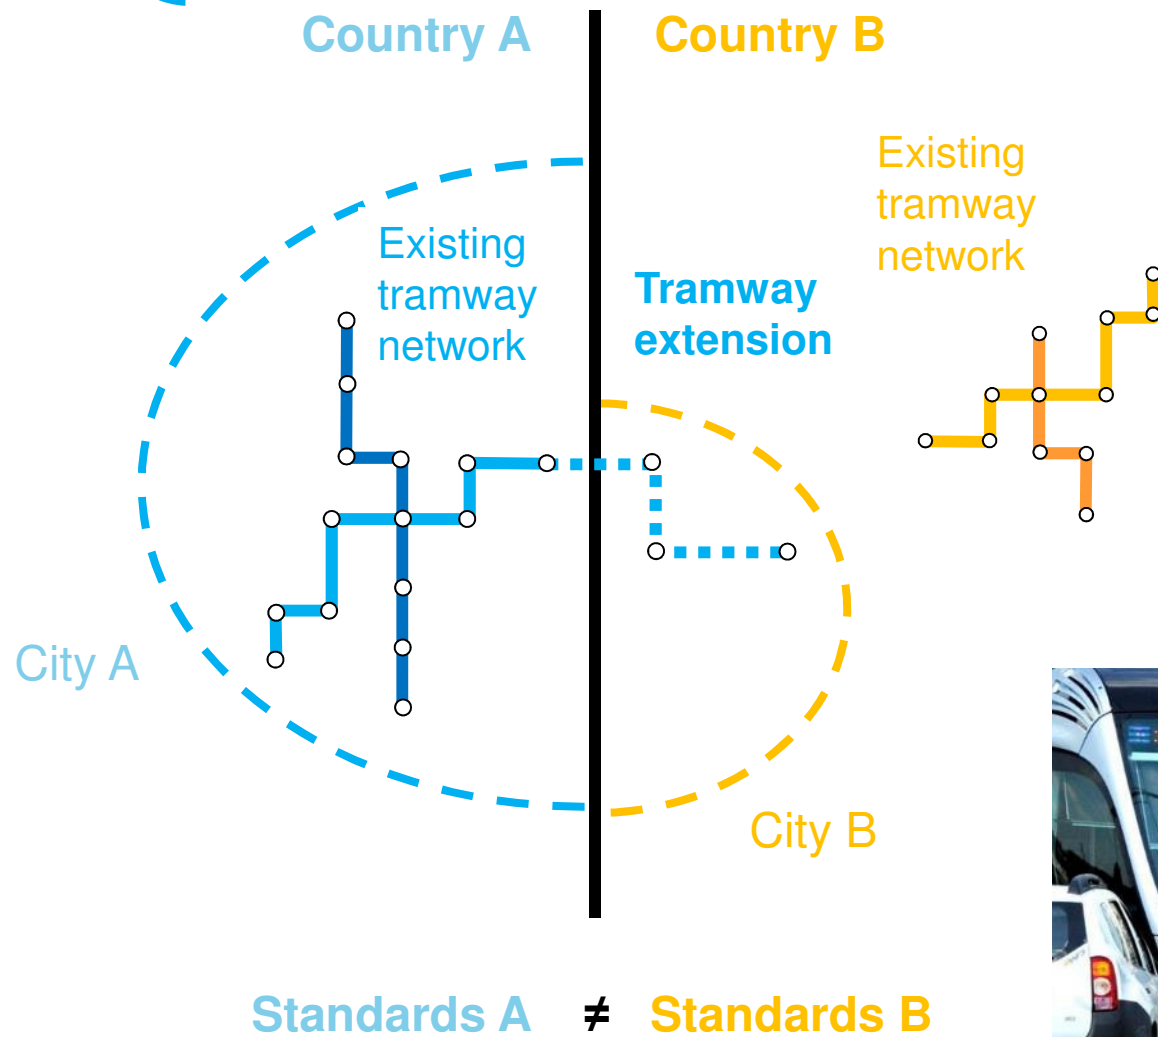 Country A
Country B
Existing
tramway
network
Existing
tramway
network
Tramway
extension
City A
City B
Standards A ≠ Standards B